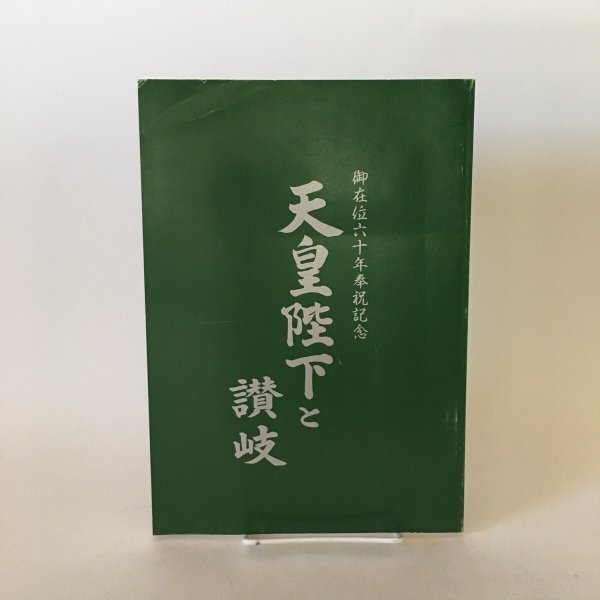 御在位六十年奉祝記念
天皇陛下と
讃岐